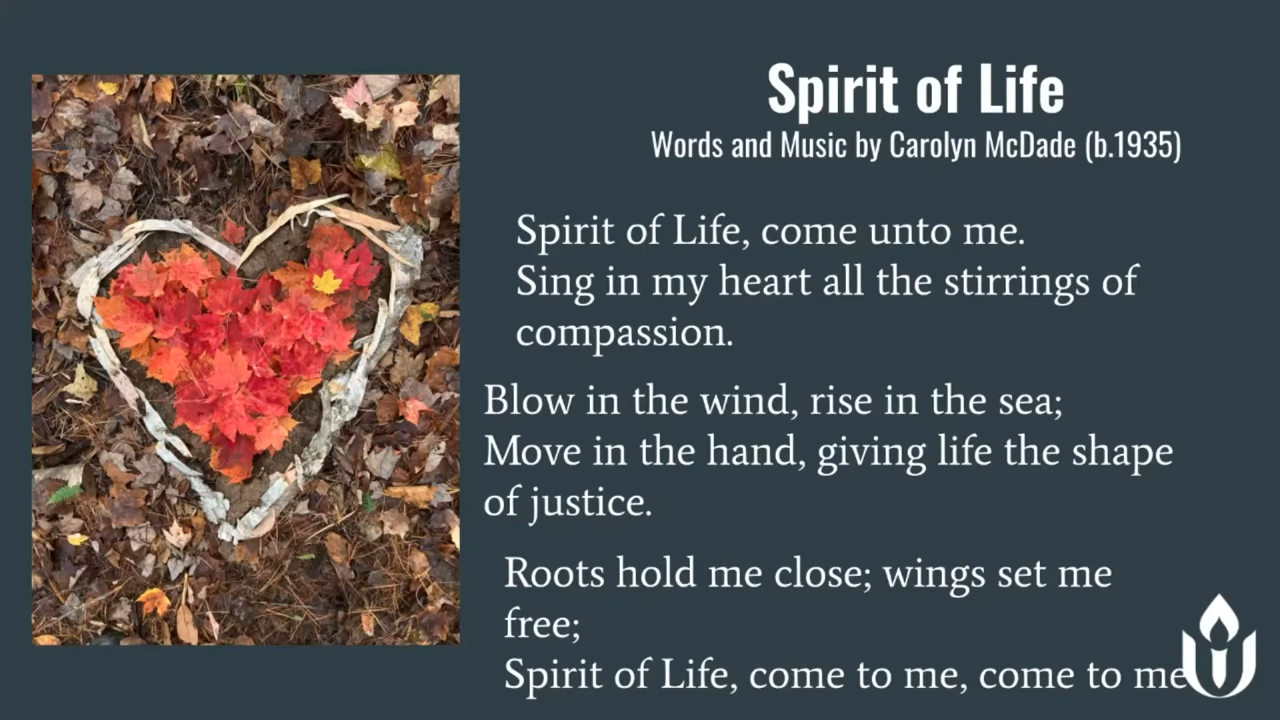 Spirit of Life
Words and Music by Carolyn McDade (b.1935)
Spirit of Life, come unto me.
Sing in my heart all the stirrings of
compassion.
Blow in the wind, rise in the sea;
Move in the hand, giving life the shape
of justice.
Roots hold me close; wings set me
free;
Spirit of Life, come to me, come to me